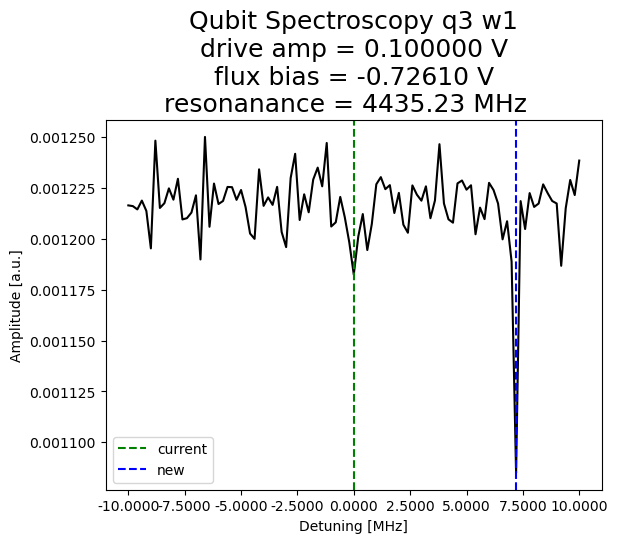 Qubit Spectroscopy q3 w1
drive amp = 0.100000 V
flux bias = -0.72610 V
resonanance = 4435.23 MHz
0.001250
0.001225
0.001200
0.001175
0.001150
0.001125
0.001100
Amplitude [a.u.]
current
new
-10.0000 -7.5000 -5.0000 -2.5000 0.0000 2.5000 5.0000 7.5000 10.0000
Detuning [MHz]